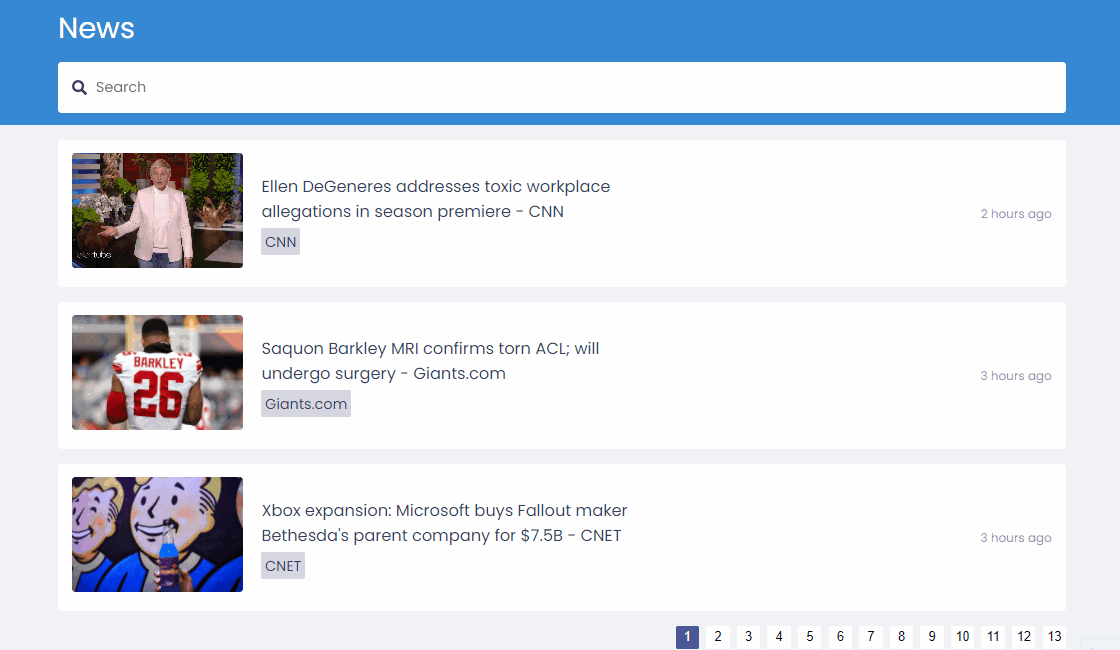 News
Search
Ellen DeGeneres addresses toxic workplace
allegations in season premiere - CNN
CNN
2 hours ago
Saquon Barkley MRI confirms torn ACL; will
undergo surgery - Giants.com
Giants.com
3 hours ago
BARKLEY
26
Xbox expansion: Microsoft buys Fallout maker
Bethesda's parent company for $7.5B - CNET
CNET
3 hours ago
1 2 3 4 5 6 7 8 9 10 11 12 13